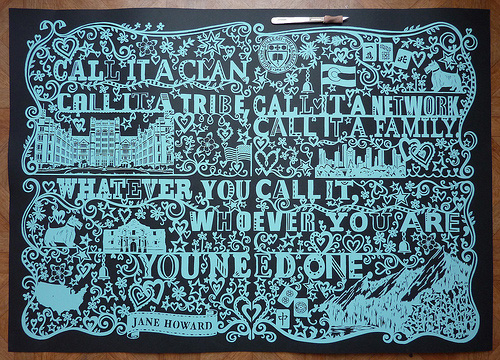 CALL IT A CLAN,
CALL IT A TRIBE, CALL IT A NETWORK,
CALL IT A FAMILY.
WHATEVER YOU CALL IT,
WHOEVER YOU ARE
YOU NEED ONE.
JANE HOWARD